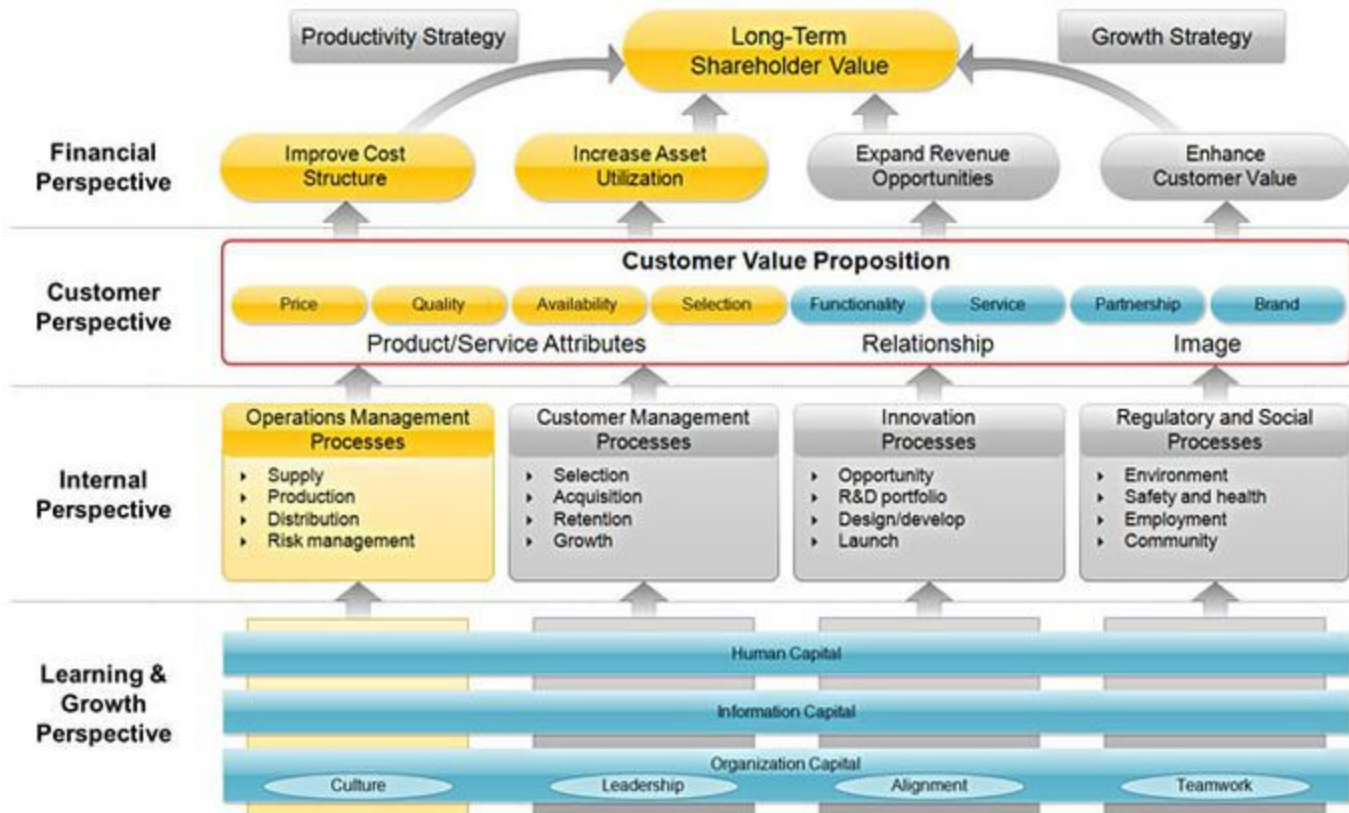 Productivity Strategy
Long-Term
Shareholder Value
Growth Strategy
Financial
Perspective
Improve Cost
Structure
Increase Asset
Utilization
Expand Revenue
Opportunities
Enhance
Customer Value
Customer
Perspective
Customer Value Proposition
Price
Quality
Availability
Selection
Functionality
Service
Partnership
Brand
Product/Service Attributes
Relationship
Image
Internal
Perspective
Operations Management
Processes
Supply
Production
Distribution
Risk management
Customer Management
Processes
Selection
Acquisition
Retention
Growth
Innovation
Processes
Opportunity
R&D portfolio
Design/develop
Launch
Regulatory and Social
Processes
Environment
Safety and health
Employment
Community
Learning &
Growth
Perspective
Human Capital
Information Capital
Organization Capital
Culture
Leadership
Alignment
Teamwork